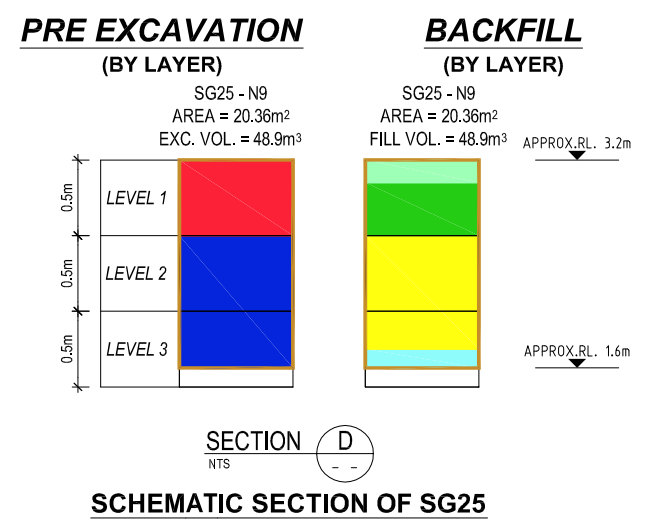 PRE EXCAVATION
(BY LAYER)
SG25 - N9
AREA = 20.36m²
EXC. VOL. = 48.9m³
BACKFILL
(BY LAYER)
SG25 - N9
AREA = 20.36m²
FILL VOL. = 48.9m³
APPROX.RL. 3.2m
0.5m
LEVEL 1
0.5m
LEVEL 2
0.5m
LEVEL 3
APPROX.RL. 1.6m
SECTION D
NTS
- -
SCHEMATIC SECTION OF SG25